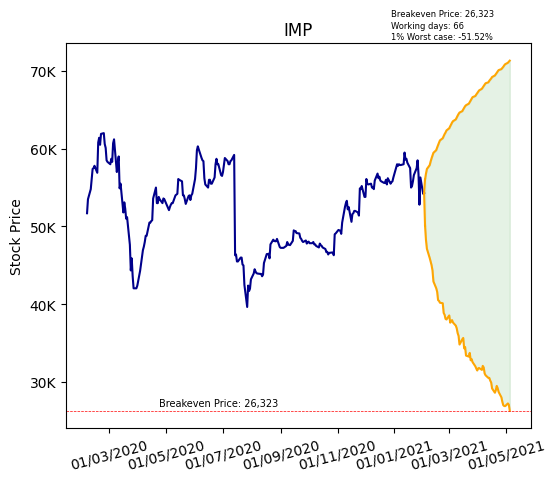 Breakeven Price: 26,323
Working days: 66
1% Worst case: -51.52%
IMP
Stock Price
70K
60K
50K
40K
30K
Breakeven Price: 26,323
01/03/2020
01/05/2020
01/07/2020
01/09/2020
01/11/2020
01/01/2021
01/03/2021
01/05/2021